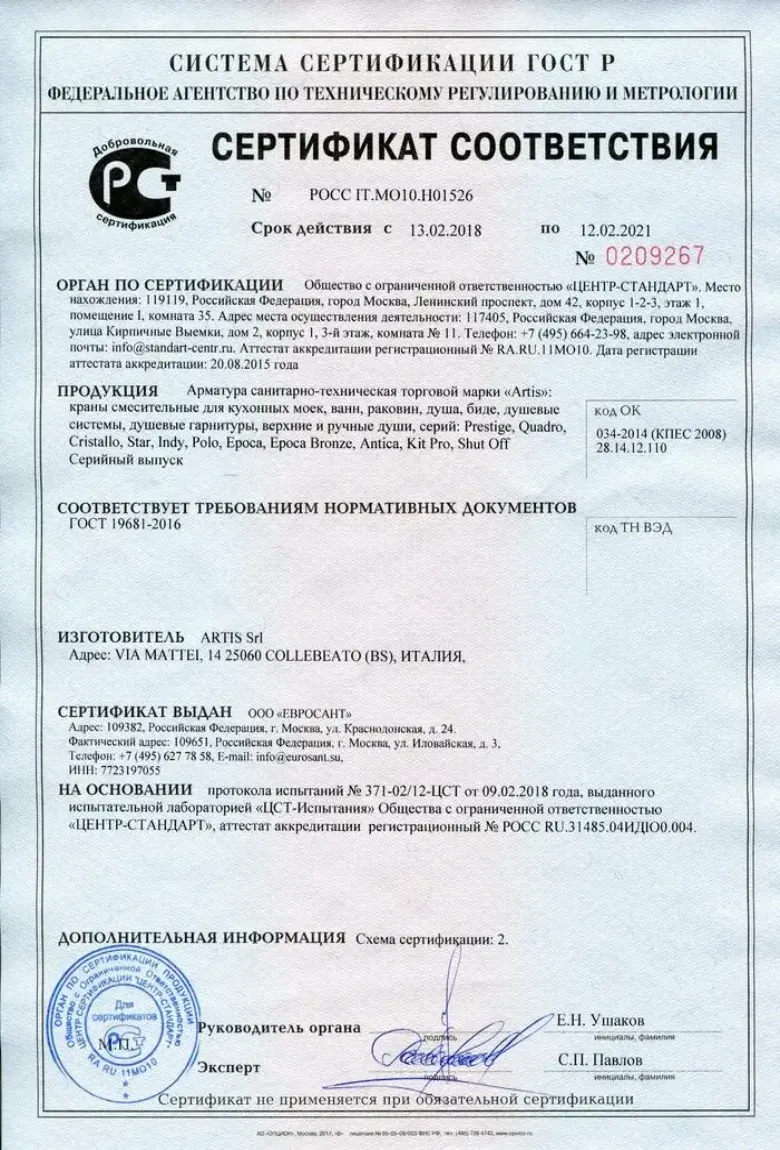 СИСТЕМА СЕРТИФИКАЦИИ ГОСТ Р
ФЕДЕРАЛЬНОЕ АГЕНТСТВО ПО ТЕХНИЧЕСКОМУ РЕГУЛИРОВАНИЮ И МЕТРОЛОГИИ
Добровольная
РСТ
сертификация
СЕРТИФИКАТ СООТВЕТСТВИЯ
№ РОСС IT.МО10.Н01526
Срок действия с 13.02.2018 по 12.02.2021
№ 0209267
ОРГАН ПО СЕРТИФИКАЦИИ Общество с ограниченной ответственностью «ЦЕНТР-СТАНДАРТ». Место
нахождения: 119119, Российская Федерация, город Москва, Ленинский проспект, дом 42, корпус 1-2-3, этаж 1,
помещение I, комната 35. Адрес места осуществления деятельности: 117405, Российская Федерация, город Москва,
улица Кирпичные Выемки, дом 2, корпус 1, 3-й этаж, комната № 11. Телефон: +7 (495) 664-23-98, адрес электронной
почты: info@standart-centr.ru. Аттестат аккредитации регистрационный № RA.RU.11МО10. Дата регистрации
аттестата аккредитации: 20.08.2015 года
ПРОДУКЦИЯ Арматура санитарно-техническая торговой марки «Artis»:
краны смесительные для кухонных моек, ванн, раковин, душа, биде, душевые
системы, душевые гарнитуры, верхние и ручные души, серий: Prestige, Quadro,
Cristallo, Star, Indy, Polo, Epoca, Epoca Bronze, Antica, Kit Pro, Shut Off
Серийный выпуск
код ОК
034-2014 (КПЕС 2008)
28.14.12.110
СООТВЕТСТВУЕТ ТРЕБОВАНИЯМ НОРМАТИВНЫХ ДОКУМЕНТОВ
ГОСТ 19681-2016
код ТН ВЭД
ИЗГОТОВИТЕЛЬ ARTIS Srl
Адрес: VIA MATTEI, 14 25060 COLLEBEATO (BS), ИТАЛИЯ,
СЕРТИФИКАТ ВЫДАН ООО «ЕВРОСАНТ»
Адрес: 109382, Российская Федерация, г. Москва, ул. Краснодонская, д. 24.
Фактический адрес: 109651, Российская Федерация, г. Москва, ул. Иловайская, д. 3,
Телефон: +7 (495) 627 78 58, E-mail: info@eurosant.su,
ИНН: 7723197055
НА ОСНОВАНИИ протокола испытаний № 371-02/12-ЦСТ от 09.02.2018 года, выданного
испытательной лабораторией «ЦСТ-Испытания» Общества с ограниченной ответственностью
«ЦЕНТР-СТАНДАРТ», аттестат аккредитации регистрационный № РОСС RU.31485.04ИДЮ0.004.
ДОПОЛНИТЕЛЬНАЯ ИНФОРМАЦИЯ Схема сертификации: 2.
ОРГАН ПО СЕРТИФИКАЦИИ ПРОДУКЦИИ
Общество с Ограниченной Ответственностью
ЦЕНТР СЕРТИФИКАЦИИ "ЦЕНТР-СТАНДАРТ"
Для
сертификатов
РСТ
RA RU 11МО10
М.П.
Руководитель органа
подпись
Е.Н. Ушаков
инициалы, фамилия
Эксперт
подпись
С.П. Павлов
инициалы, фамилия
Сертификат не применяется при обязательной сертификации